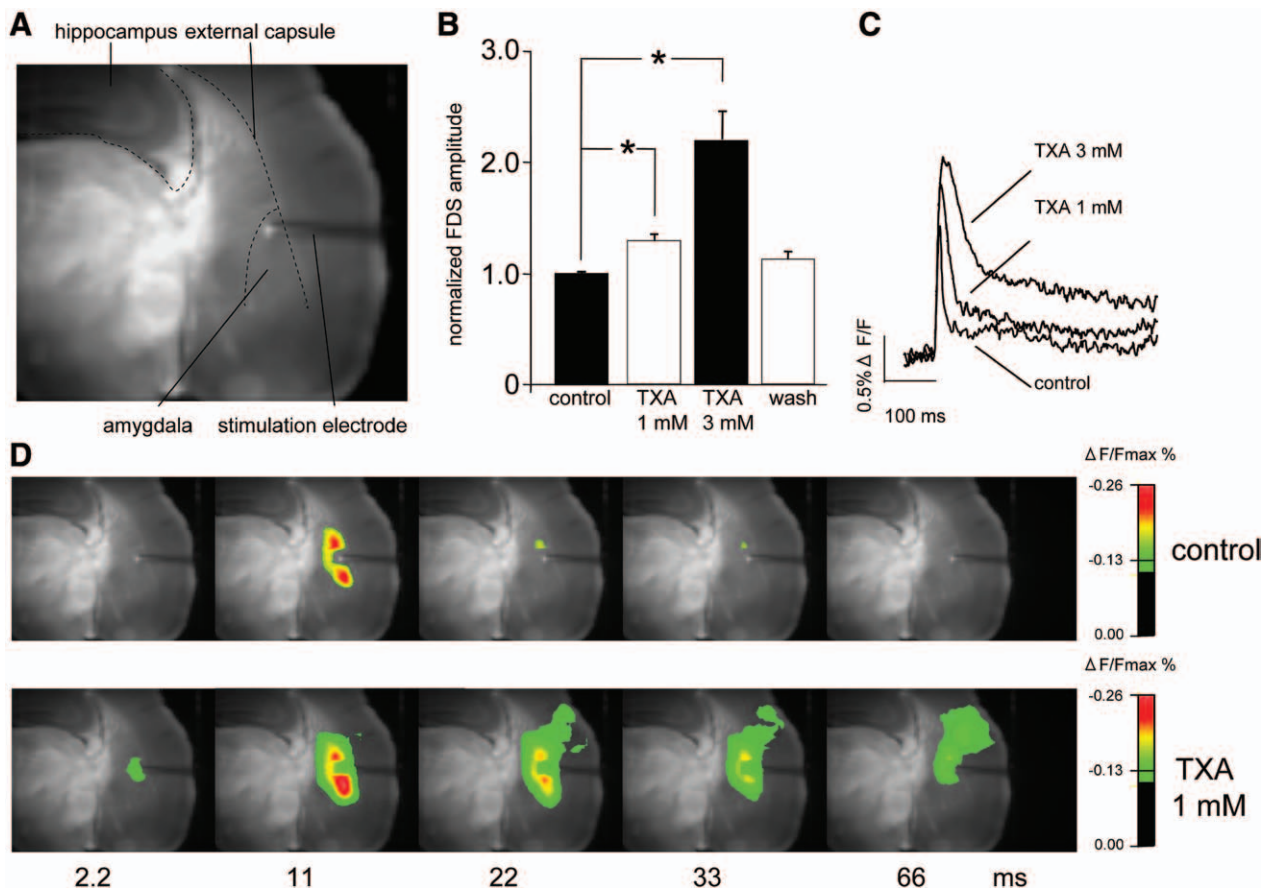 A
hippocampus external capsule
amygdala stimulation electrode
B
normalized FDS amplitude
3.0
2.0
1.0
0
*
*
control
TXA
1 mM
TXA
3 mM
wash
C
TXA 3 mM
TXA 1 mM
control
0.5% Δ F/F
100 ms
D
Δ F/Fmax %
-0.26
-0.13
0.00
control
Δ F/Fmax %
-0.26
-0.13
0.00
TXA
1 mM
2.2 11 22 33 66 ms